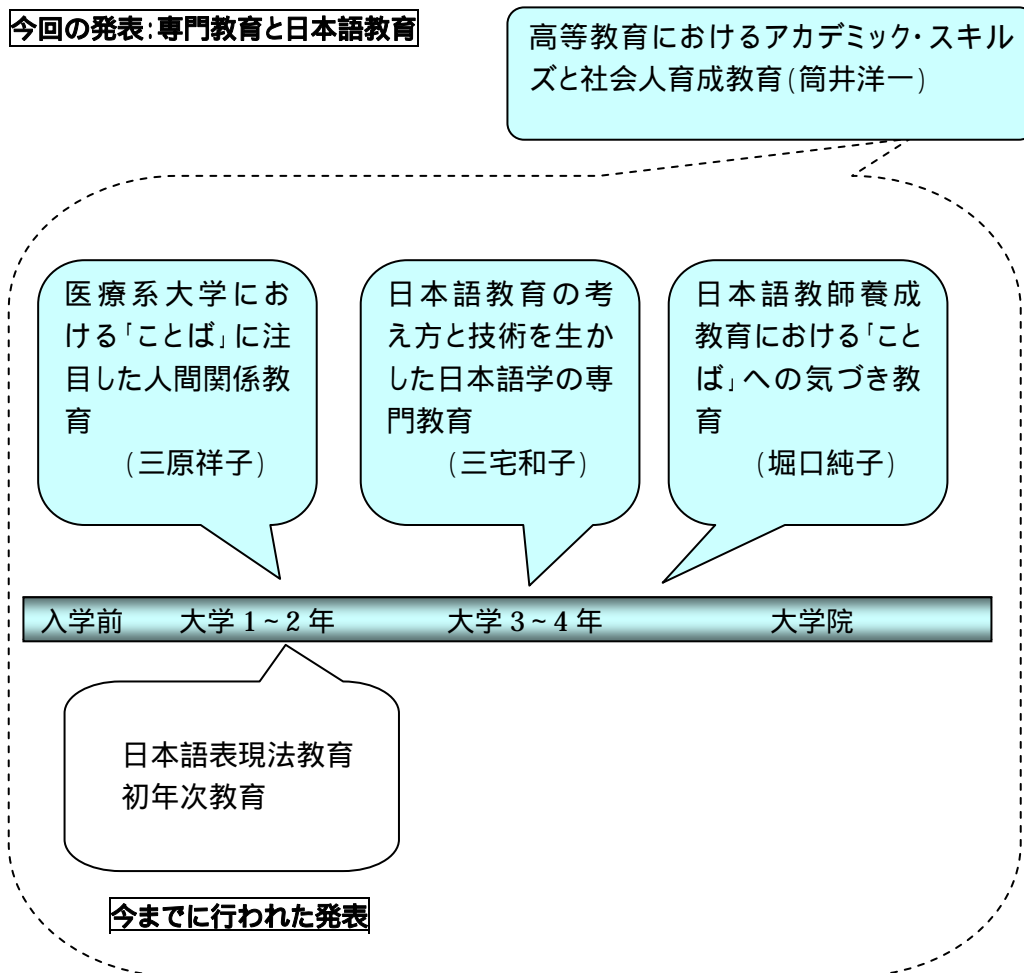 今回の発表:専門教育と日本語教育
高等教育におけるアカデミック・スキル
ズと社会人育成教育(筒井洋一)
医療系大学にお
ける「ことば」に注
目した人間関係教
育
(三原祥子)
日本語教育の考
え方と技術を生か
した日本語学の専
門教育
(三宅和子)
日本語教師養成
教育における「こと
ば」への気づき教
育
(堀口純子)
入学前 大学1~2年 大学3~4年 大学院
日本語表現法教育
初年次教育
今までに行われた発表